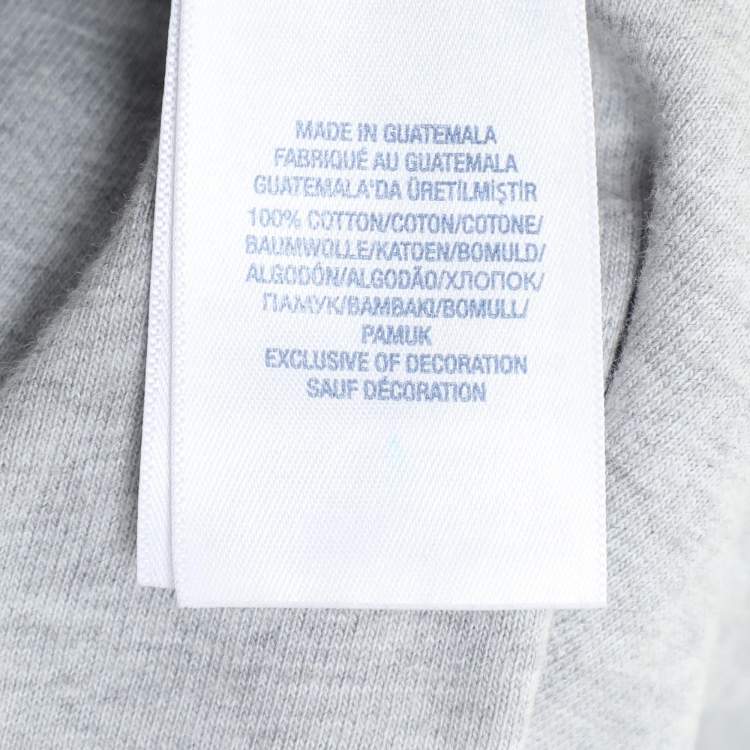 MADE IN GUATEMALA
FABRIQUÉ AU GUATEMALA
GUATEMALA'DA ÜRETİLMİŞTİR
100% COTTON/COTON/COTONE/
BAUMWOLLE/KATOEN/BOMULD/
ALGODÓN/ALGODÃO/ХЛОПОК/
ПАМУК/BAMBAKI/BOMULL/
PAMUK
EXCLUSIVE OF DECORATION
SAUF DÉCORATION